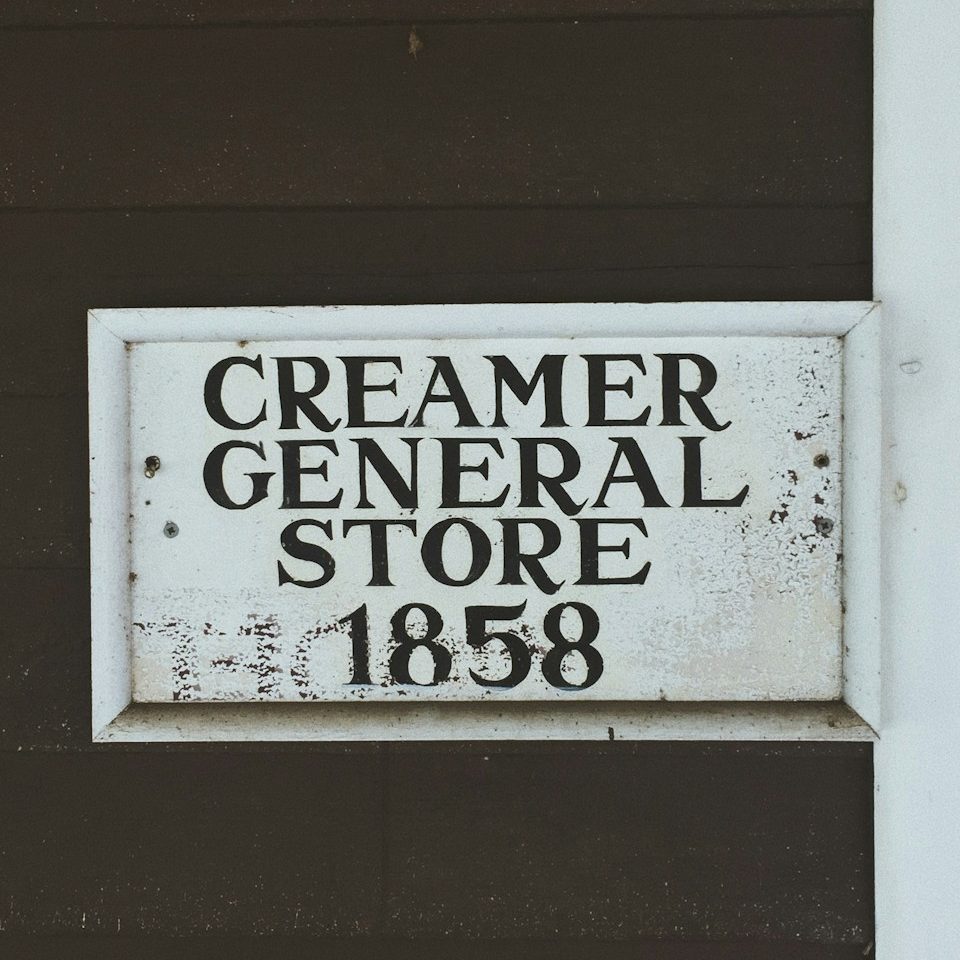 CREAMER
GENERAL
STORE
1858